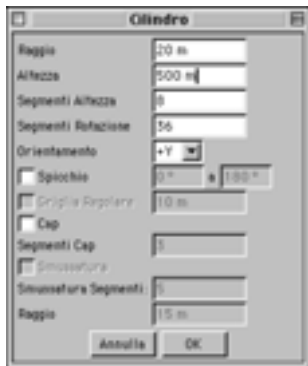 Cilindro
Raggio 20 m
Altezza 500 m
Segmenti Altezza 8
Segmenti Rotazione 36
Orientamento +Y
Spicchio 0° a 180°
Griglia Regolare 10 m
Cap
Segmenti Cap 3
Smussatura
Smussatura Segmenti: 5
Raggio 15 m
Annulla OK